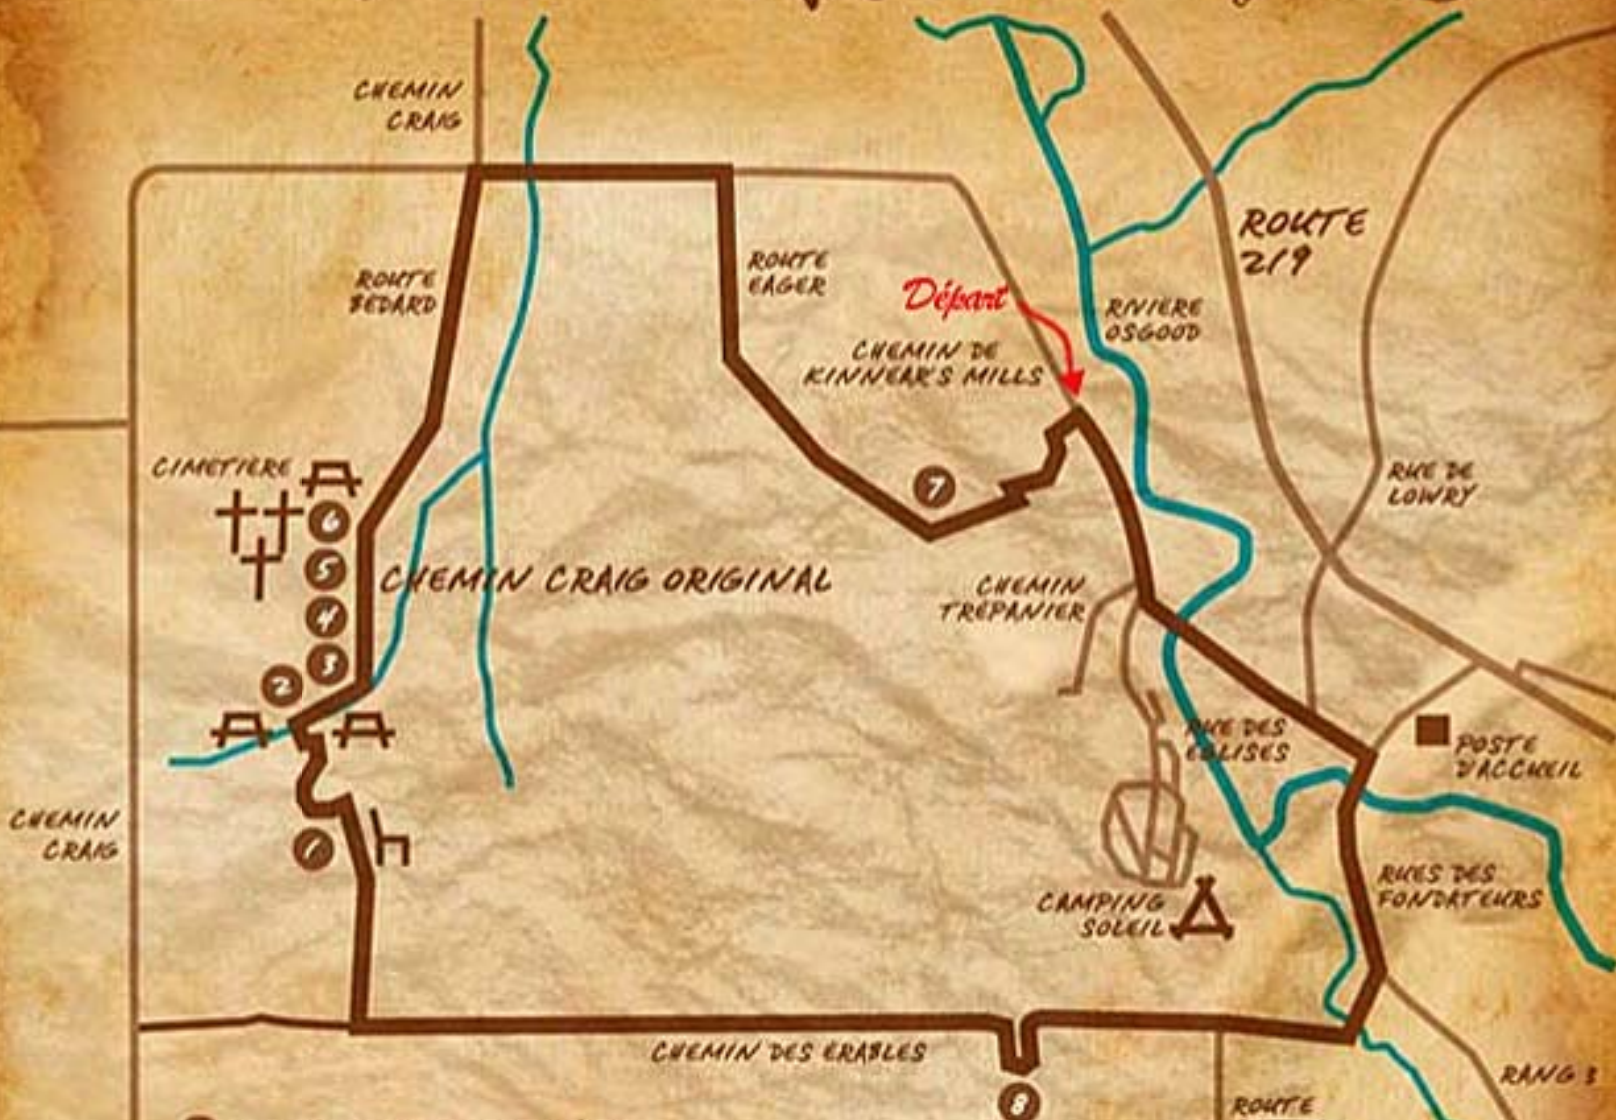 CHEMIN
CRAIG
ROUTE
219
ROUTE
BEDARD
ROUTE
EAGER
Départ
RIVIERE
OSGOOD
CHEMIN DE
KINNEAR'S MILLS
CIMETIÈRE
7
RUE DE
LOWRY
6
5
4
3
2
CHEMIN CRAIG ORIGINAL
CHEMIN
TREPANIER
RUE DES
EGLISES
POSTE
D'ACCUEIL
CHEMIN
CRAIG
1
CAMPING
SOLEIL
RUES DES
FONDATEURS
CHEMIN DES ERABLES
8
ROUTE
RANG 3